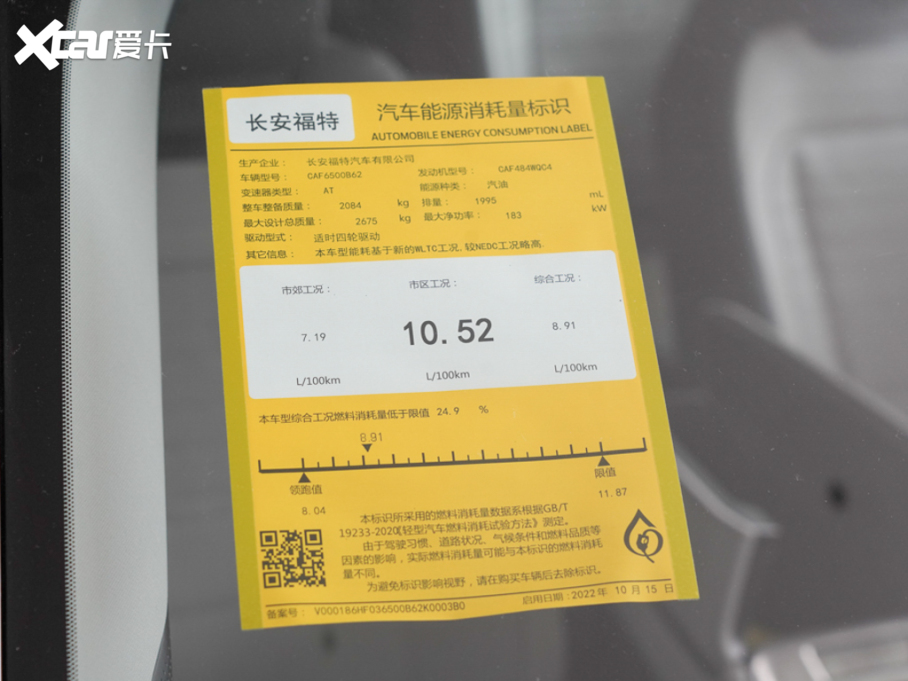 Xcar爱卡
长安福特
汽车能源消耗量标识
AUTOMOBILE ENERGY CONSUMPTION LABEL
生产企业： 长安福特汽车有限公司
车辆型号： CAF6500B62 发动机型号： CAF484WQC4
变速器类型： AT 能源种类： 汽油
整车整备质量： 2084 kg 排量： 1995 mL
最大设计总质量： 2675 kg 最大净功率： 183 kW
驱动型式： 适时四轮驱动
其它信息： 本车型能耗基于新的WLTC工况,较NEDC工况略高.
市郊工况： 市区工况： 综合工况：
7.19 10.52 8.91
L/100km L/100km L/100km
本车型综合工况燃料消耗量低于限值 24.9 %
8.91
领跑值 限值
8.04 11.87
本标识所采用的燃料消耗量数据系根据GB/T
19233-2020《轻型汽车燃料消耗试验方法》测定。
由于驾驶习惯、道路状况、气候条件和燃料品质等
因素的影响，实际燃料消耗量可能与本标识的燃料消耗
量不同。
为避免标识影响视野，请在购买车辆后去除标识。
备案号： V000186HF036500B62K0003B0 启用日期：2022年 10 月 15 日